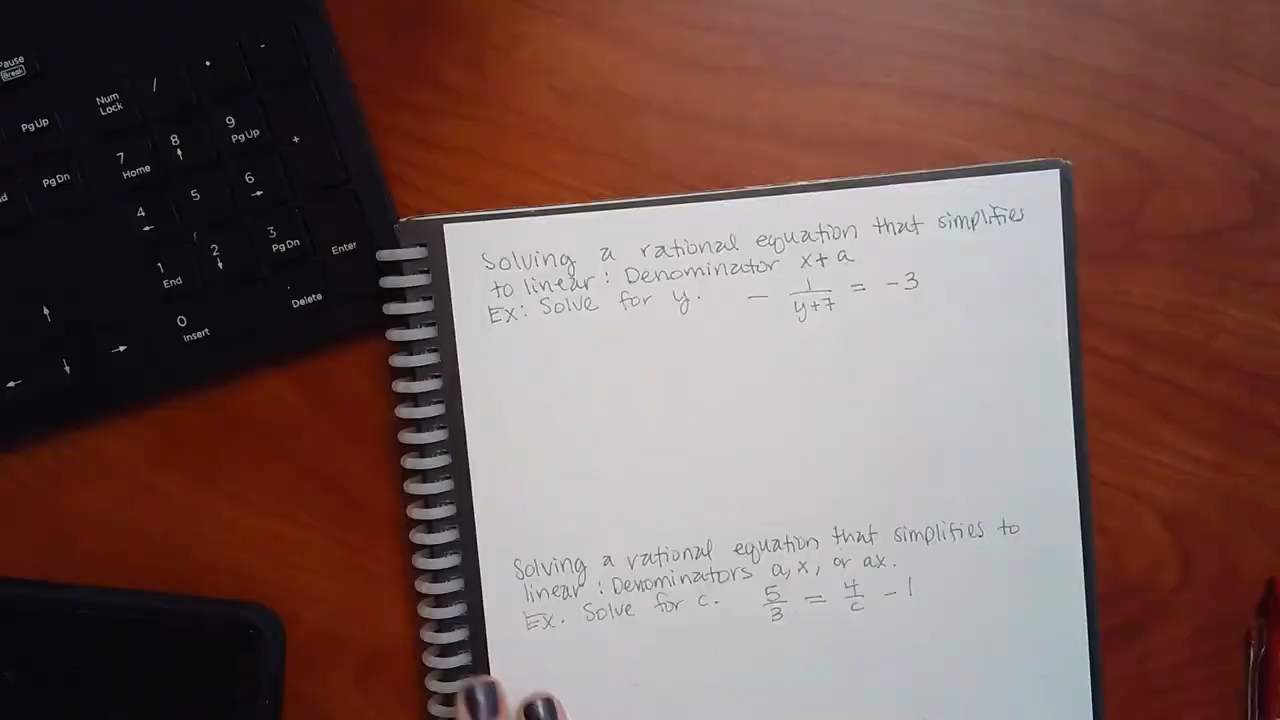 Pause
Break
PgUp
Num
Lock
/
.
-
nd
PgDn
7
Home
8
9
PgUp
+
4
5
6
1
End
2
3
PgDn
Enter
0
Insert
.
Delete
Solving a rational equation that simplifies
to linear: Denominator x+a
Ex: Solve for y. - 1/(y+7) = -3
Solving a rational equation that simplifies to
linear: Denominators a, x, or ax.
Ex. Solve for c. 5/3 = 4/c - 1